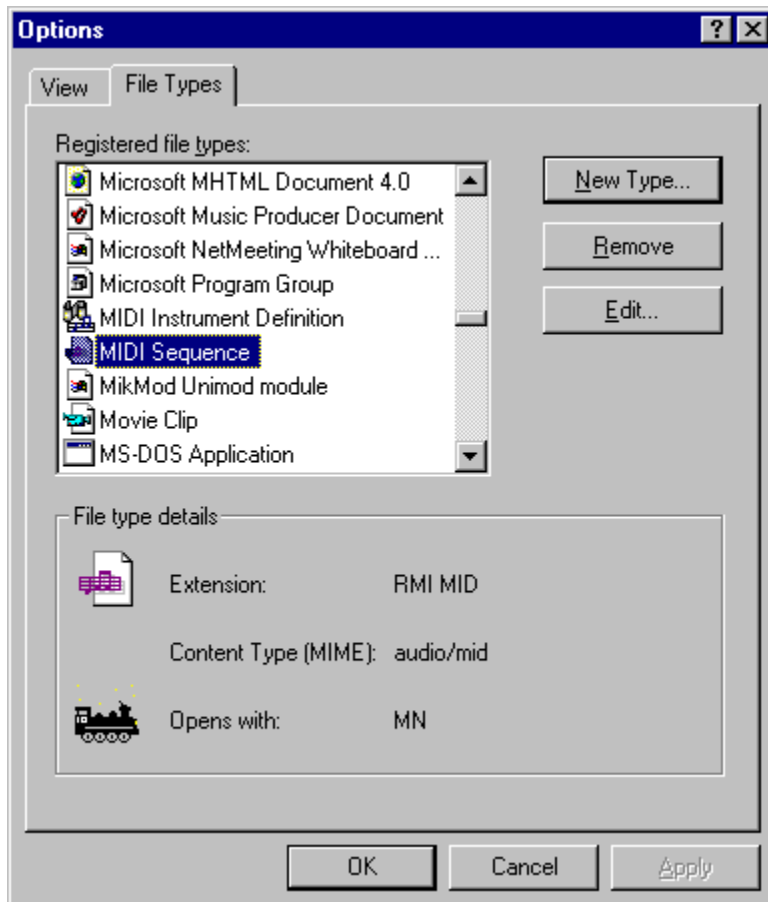 Options
View
File Types
Registered file types:
Microsoft MHTML Document 4.0
Microsoft Music Producer Document
Microsoft NetMeeting Whiteboard ...
Microsoft Program Group
MIDI Instrument Definition
MIDI Sequence
MikMod Unimod module
Movie Clip
MS-DOS Application
New Type...
Remove
Edit...
File type details
Extension: RMI MID
Content Type (MIME): audio/mid
Opens with: MN
OK
Cancel
Apply